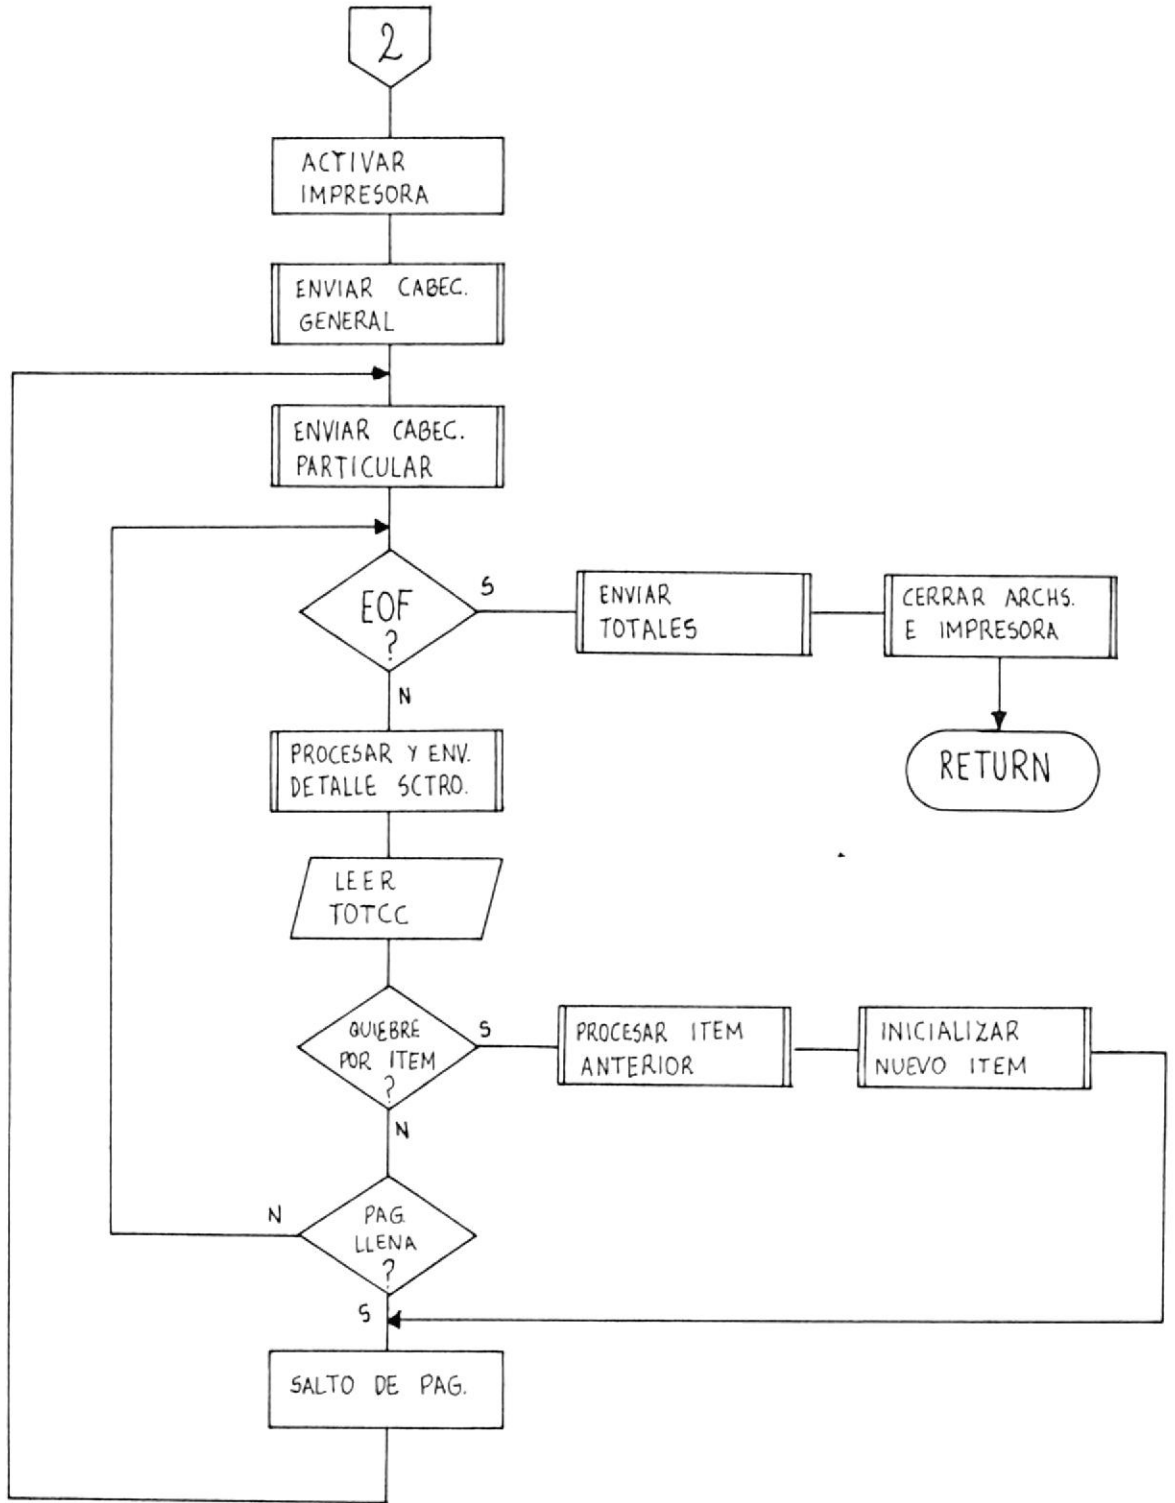 2
ACTIVAR
IMPRESORA
ENVIAR CABEC.
GENERAL
ENVIAR CABEC.
PARTICULAR
EOF
?
S
ENVIAR
TOTALES
CERRAR ARCHS.
E IMPRESORA
RETURN
N
PROCESAR Y ENV.
DETALLE SCTRO.
LEER
TOTCC
QUIEBRE
POR ITEM
?
S
PROCESAR ITEM
ANTERIOR
INICIALIZAR
NUEVO ITEM
N
PAG
LLENA
?
N
S
SALTO DE PAG.